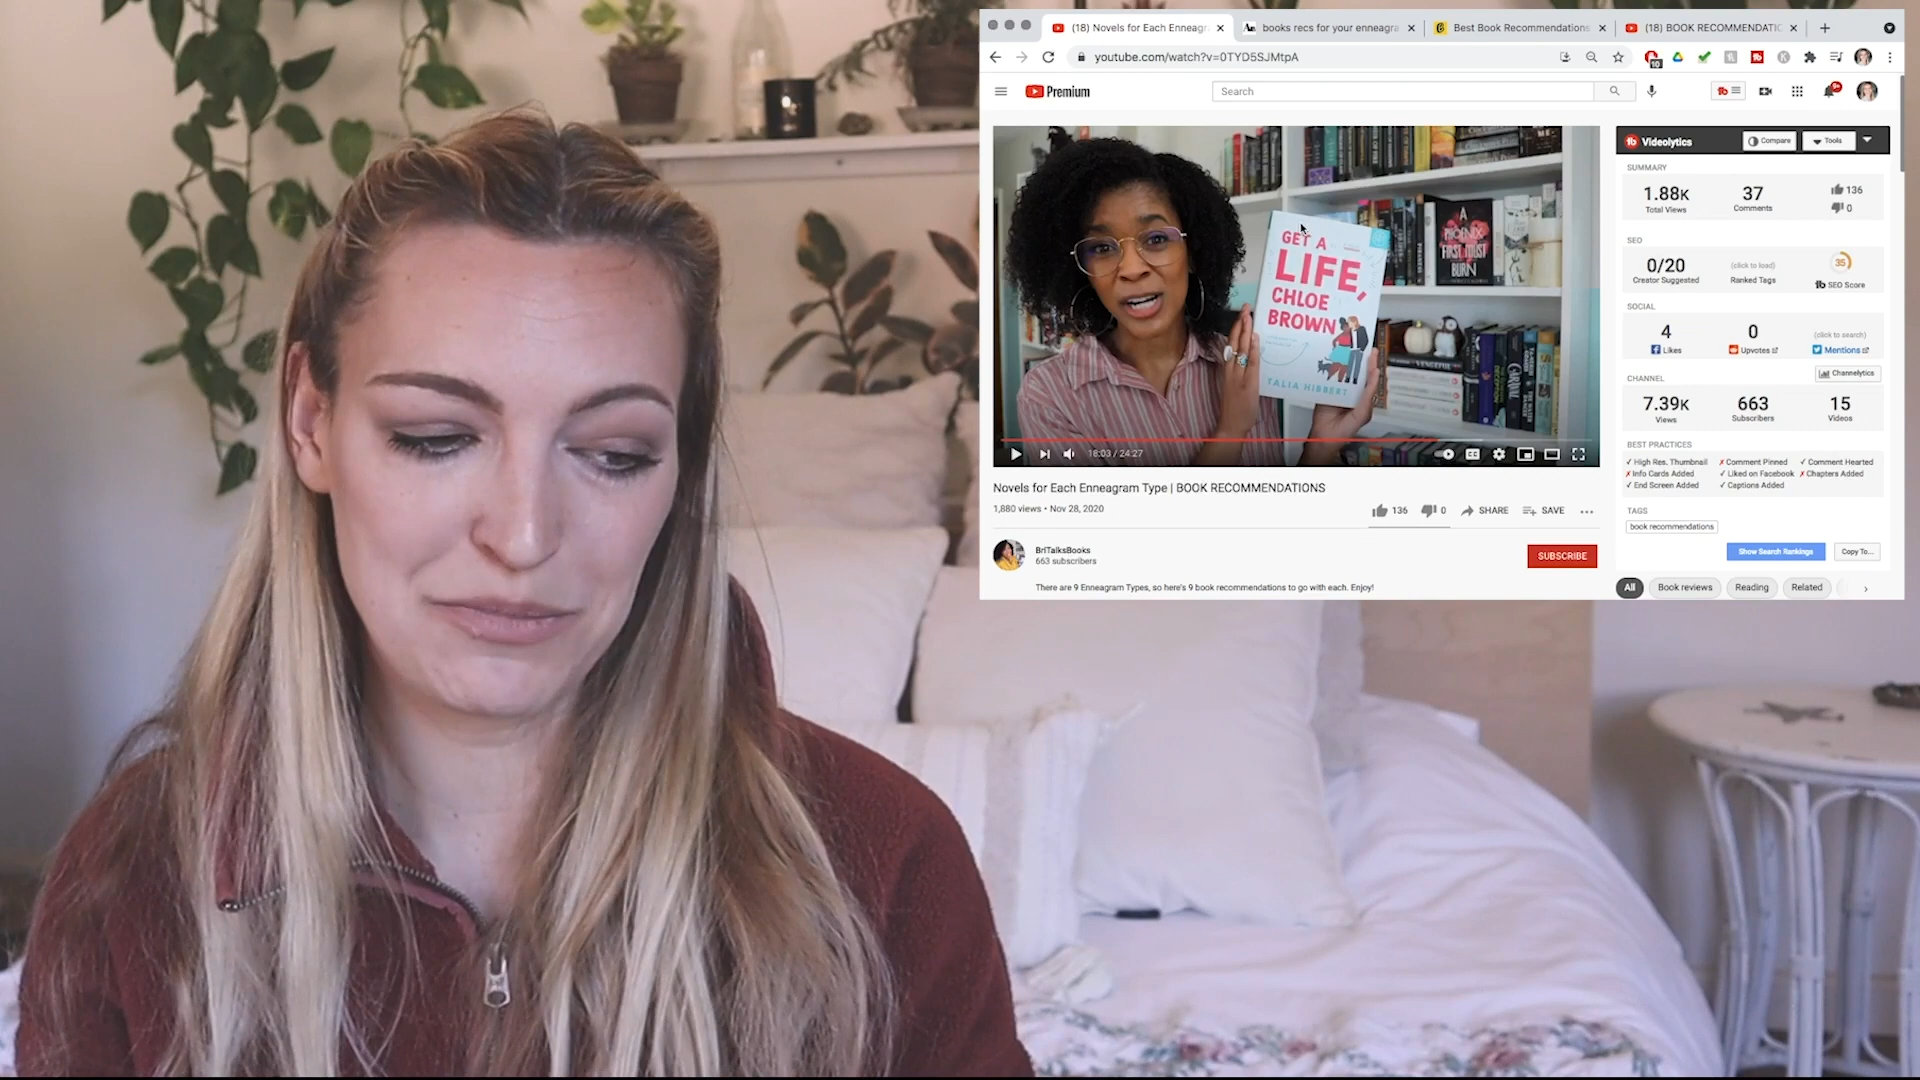 (18) Novels for Each Enneagr
books recs for your enneagra
Best Book Recommendations
(18) BOOK RECOMMENDATIO
youtube.com/watch?v=0TYD5SJMtpA
10
Premium
Search
9+
GET A
LIFE,
CHLOE
BROWN
TALIA HIBBERT
A
PHOENIX
FIRST MUST
BURN
VENGEFUL
18:03 / 24:27
Novels for Each Enneagram Type | BOOK RECOMMENDATIONS
1,880 views • Nov 28, 2020
136
0
SHARE
SAVE
BriTalksBooks
663 subscribers
SUBSCRIBE
There are 9 Enneagram Types, so here's 9 book recommendations to go with each. Enjoy!
tb Videolytics
Compare
Tools
SUMMARY
1.88K
Total Views
37
Comments
136
0
SEO
0/20
Creator Suggested
(click to load)
Ranked Tags
35
tb SEO Score
SOCIAL
4
Likes
0
Upvotes
(click to search)
Mentions
CHANNEL
Channelytics
7.39K
Views
663
Subscribers
15
Videos
BEST PRACTICES
✓ High Res. Thumbnail ✗ Comment Pinned ✓ Comment Hearted
✗ Info Cards Added ✓ Liked on Facebook ✗ Chapters Added
✓ End Screen Added ✓ Captions Added
TAGS
book recommendations
Show Search Rankings
Copy To...
All
Book reviews
Reading
Related